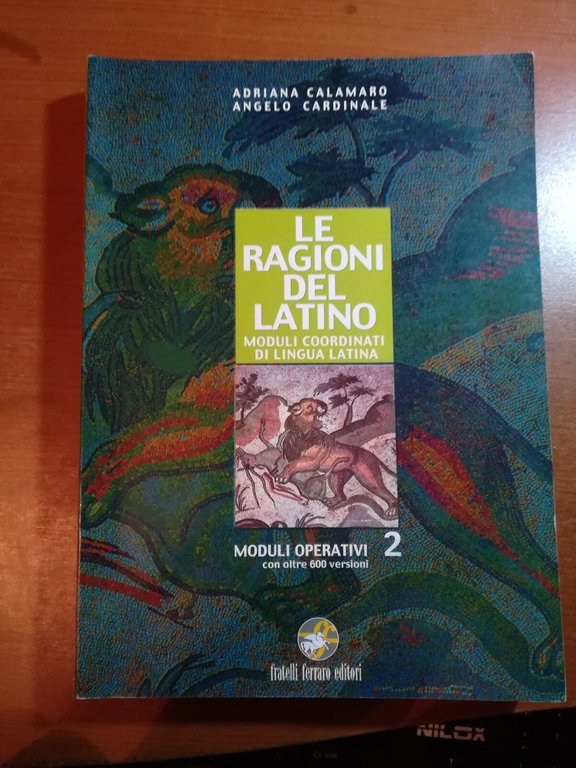 ADRIANA CALAMARO
ANGELO CARDINALE
LE
RAGIONI
DEL
LATINO
MODULI COORDINATI
DI LINGUA LATINA
MODULI OPERATIVI 2
con oltre 600 versioni
fratelli ferraro editori
NILOX